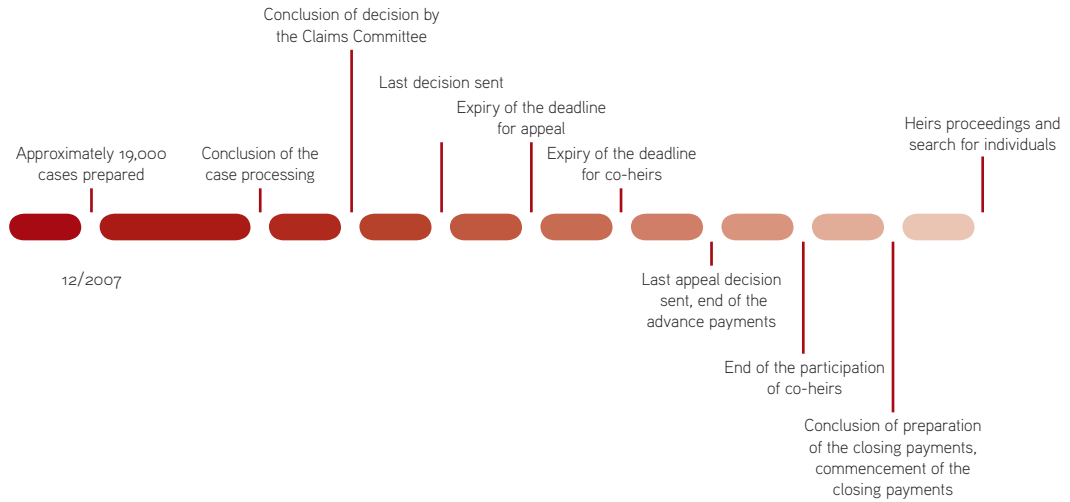 Conclusion of decision by
the Claims Committee
Last decision sent
Expiry of the deadline
for appeal
Heirs proceedings and
search for individuals
Approximately 19,000
cases prepared
Conclusion of the
case processing
Expiry of the deadline
for co-heirs
12/2007
Last appeal decision
sent, end of the
advance payments
End of the participation
of co-heirs
Conclusion of preparation
of the closing payments,
commencement of the
closing payments